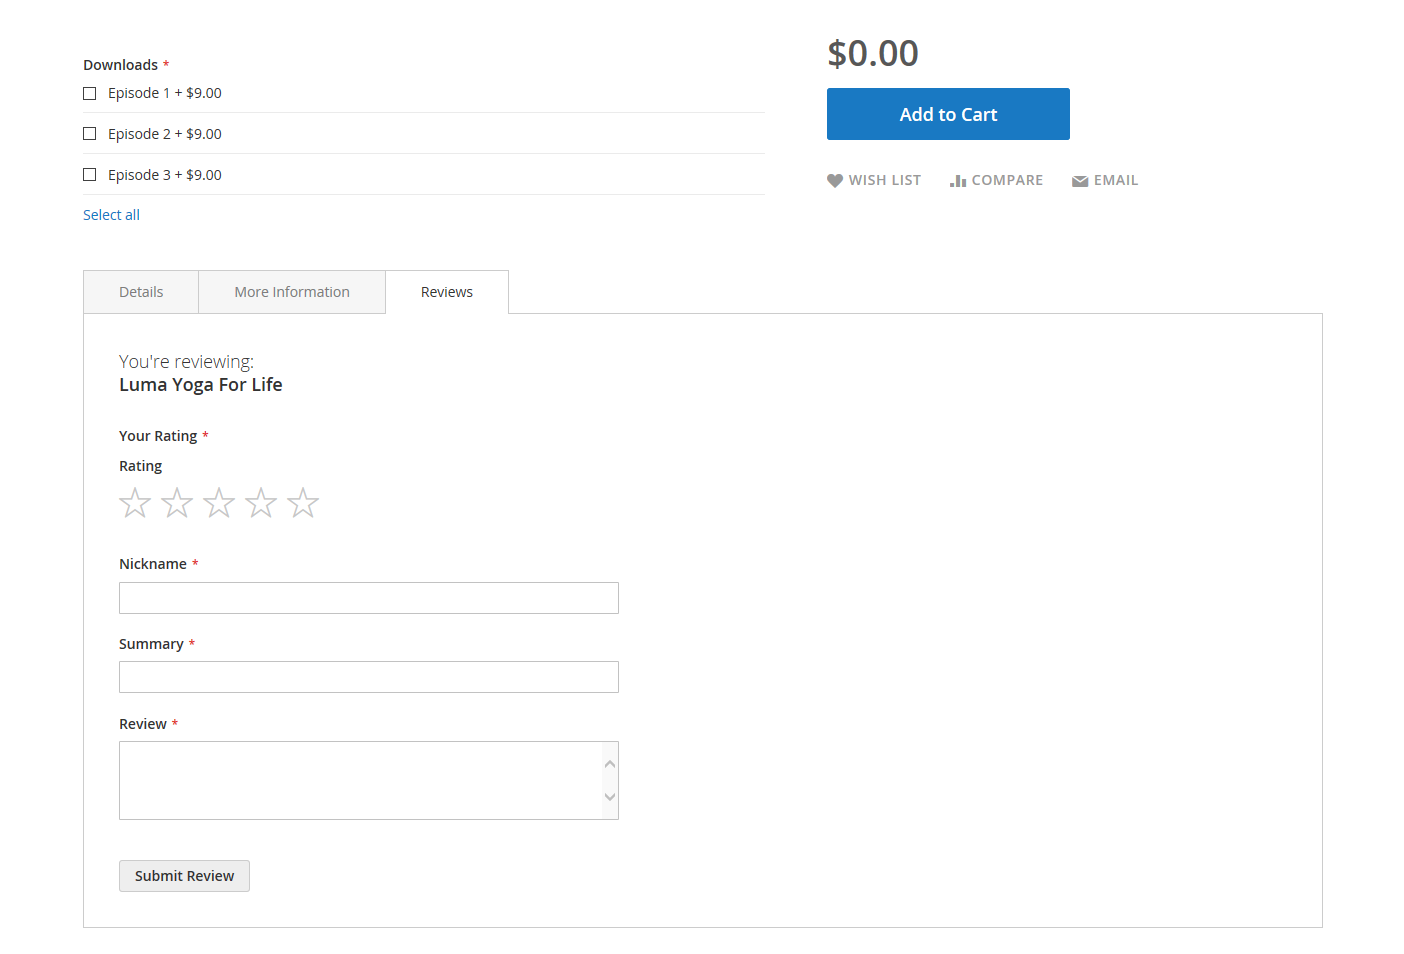 Downloads *
Episode 1 + $9.00
Episode 2 + $9.00
Episode 3 + $9.00
Select all
$0.00
Add to Cart
WISH LIST COMPARE EMAIL
Details More Information Reviews
You're reviewing:
Luma Yoga For Life
Your Rating *
Rating
Nickname *
Summary *
Review *
Submit Review